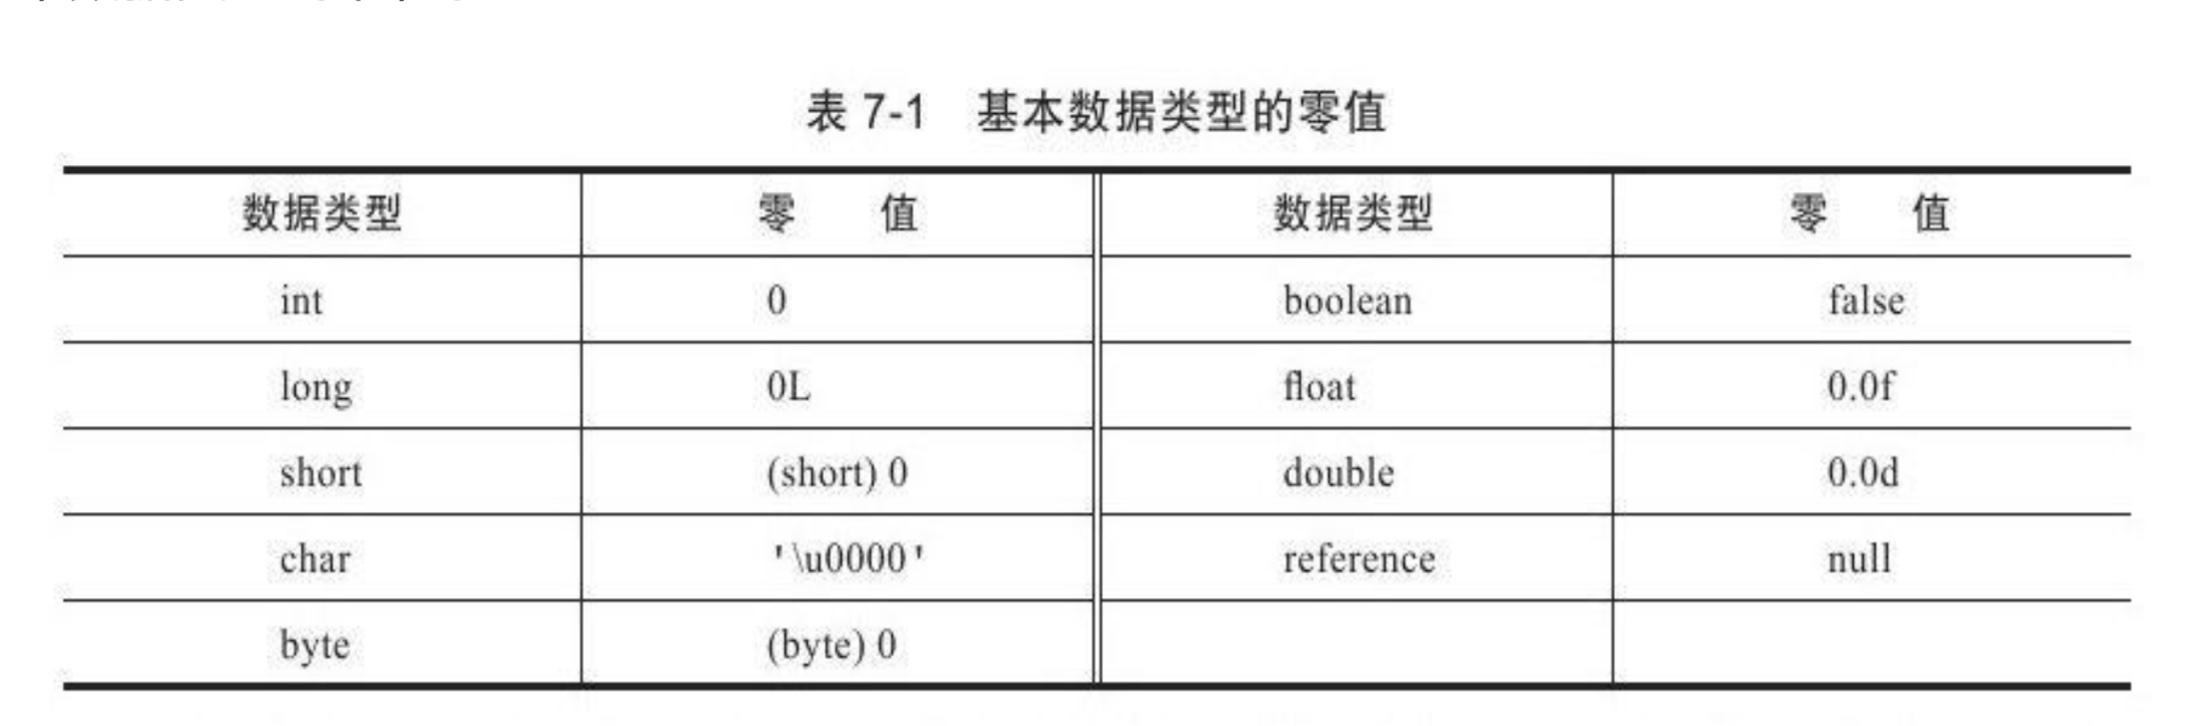 表 7-1 基本数据类型的零值
数据类型 零 值 数据类型 零 值
int 0 boolean false
long 0L float 0.0f
short (short) 0 double 0.0d
char '\u0000' reference null
byte (byte) 0